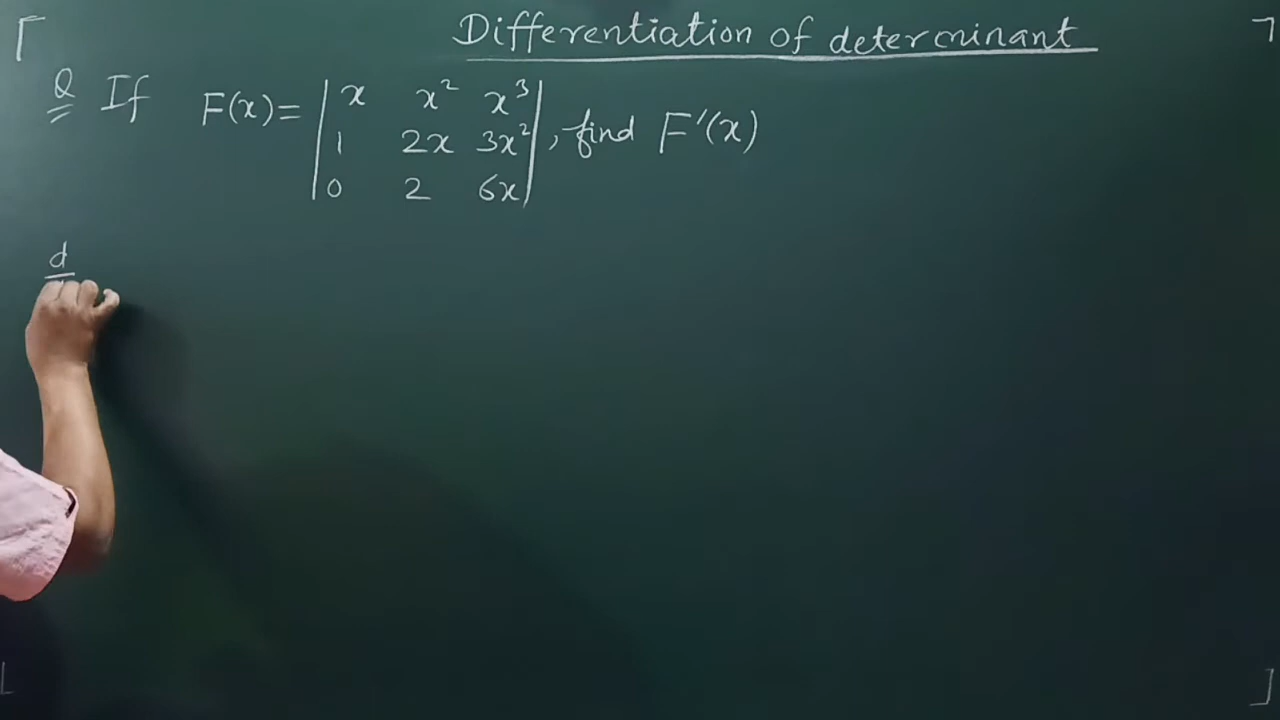 Differentiation of determinant
Q If F(x) = | x x² x³ |, find F'(x)
| 1 2x 3x² |
| 0 2 6x |
d